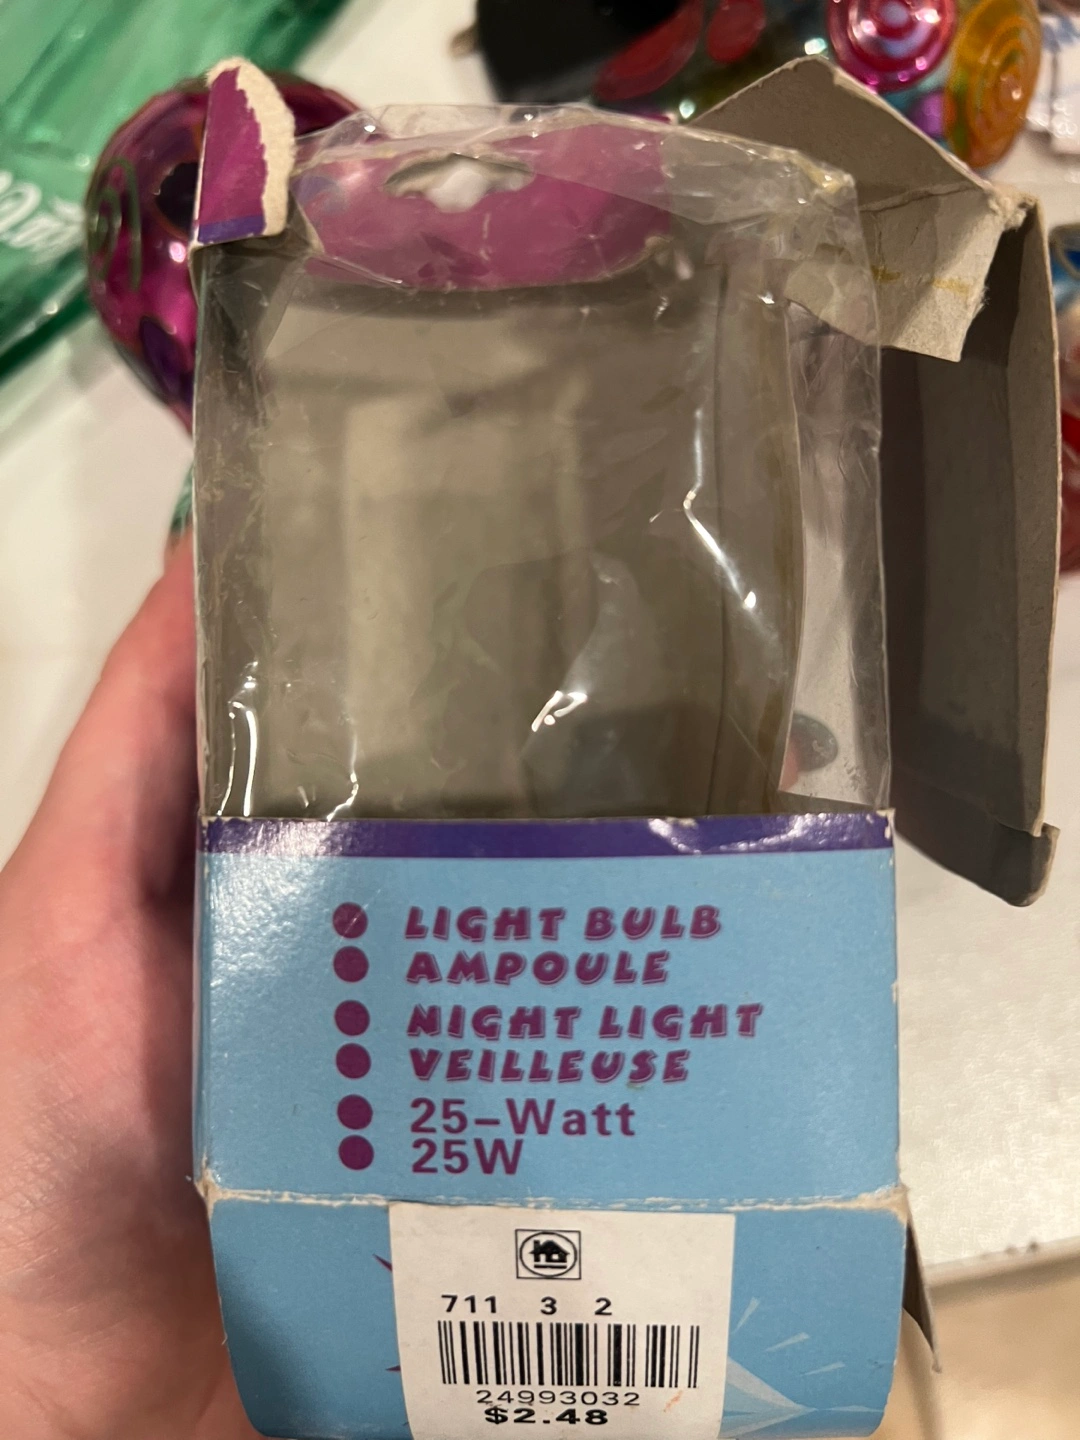 LIGHT BULB
AMPOULE
NIGHT LIGHT
VEILLEUSE
25-Watt
25W
711 3 2
24993032
$2.48